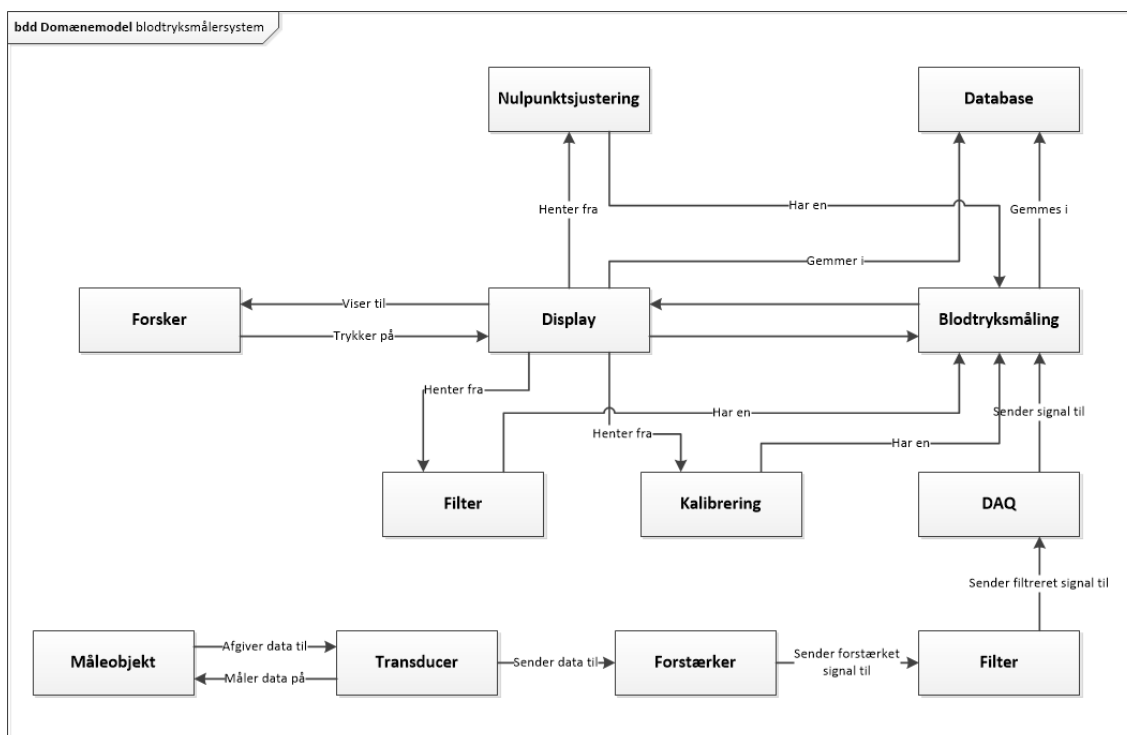 bdd Domænemodel blodtryksmålersystem
Nulpunktsjustering
Database
Henter fra
Har en
Gemmes i
Gemmer i
Forsker
Viser til
Trykker på
Display
Blodtryksmåling
Henter fra
Har en
Sender signal til
Henter fra
Har en
Filter
Kalibrering
DAQ
Sender filtreret signal til
Måleobjekt
Afgiver data til
Måler data på
Transducer
Sender data til
Forstærker
Sender forstærket
signal til
Filter